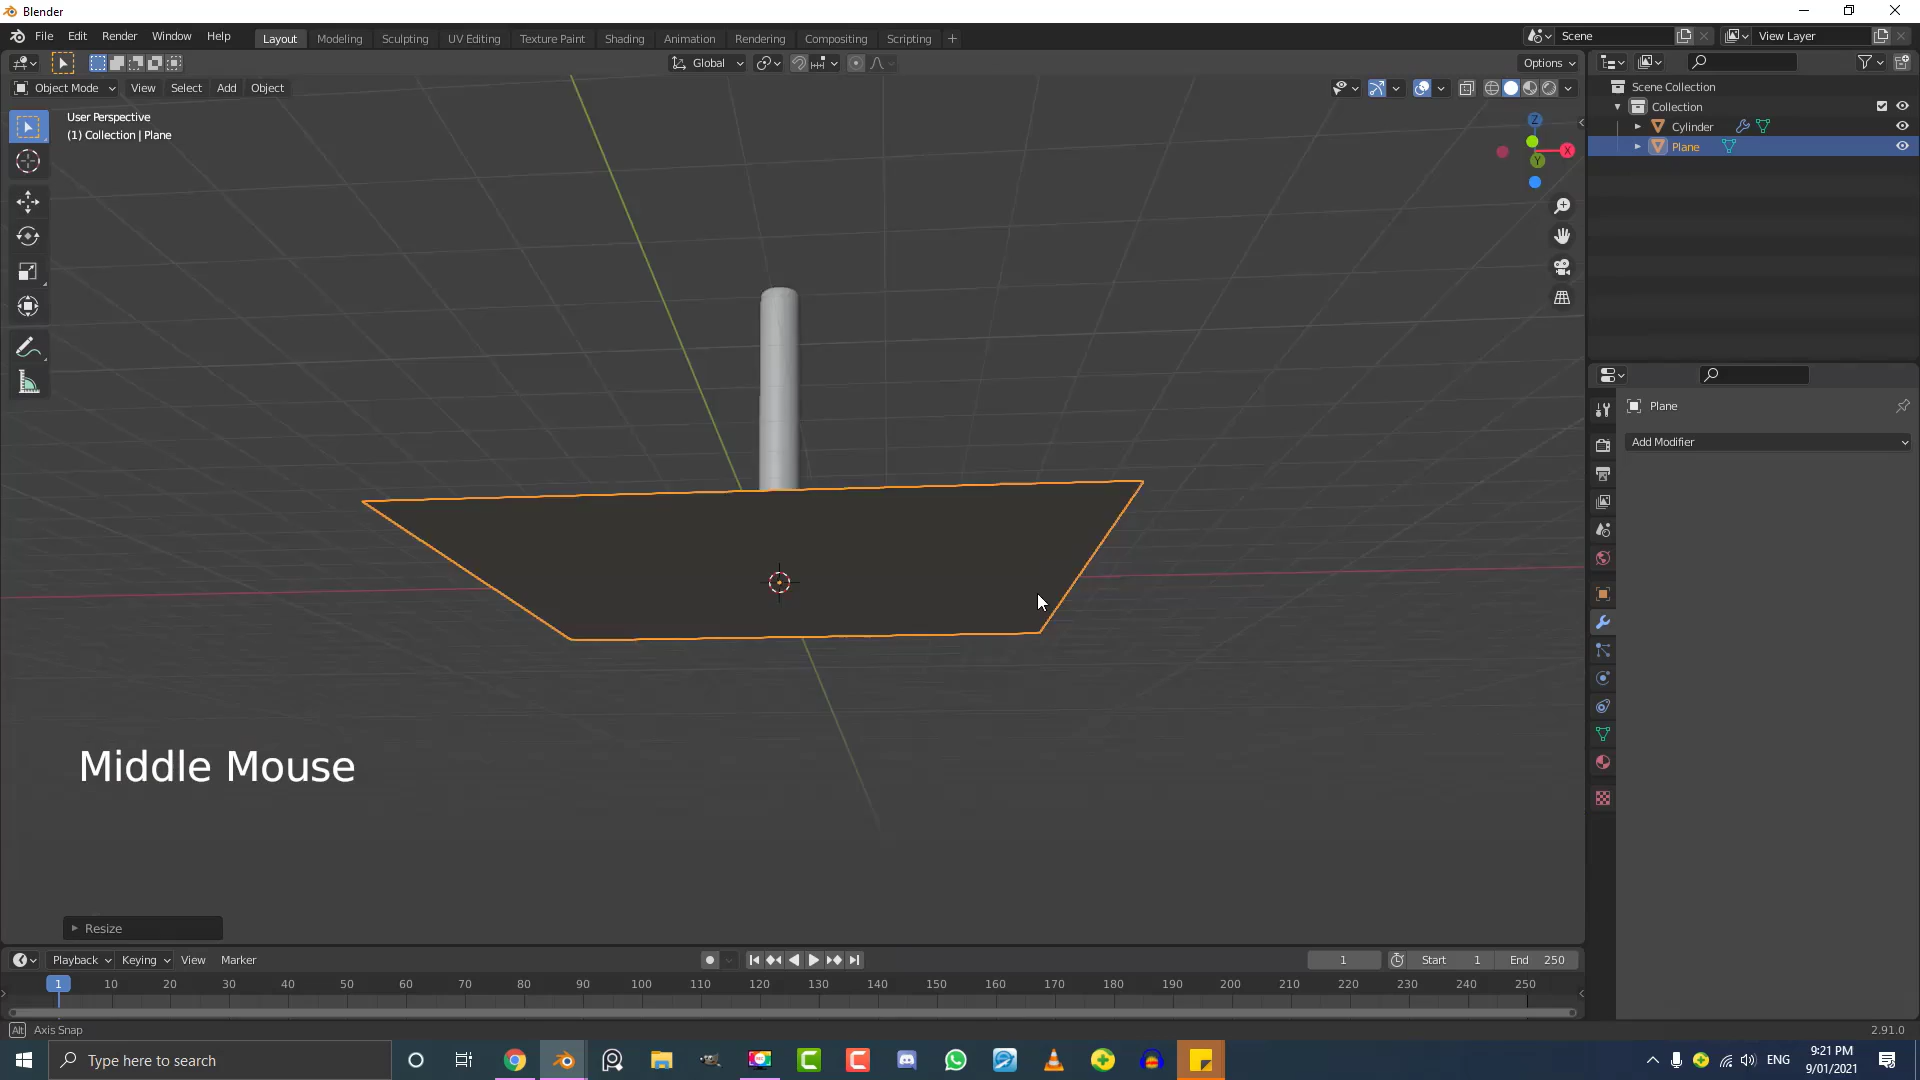 Blender
File Edit Render Window Help
Layout Modeling Sculpting UV Editing Texture Paint Shading Animation Rendering Compositing Scripting
Scene
View Layer
Global
Options
Object Mode View Select Add Object
User Perspective
(1) Collection | Plane
Z
X
Y
Scene Collection
Collection
Cylinder
Plane
Plane
Add Modifier
Middle Mouse
Resize
Playback Keying View Marker
1
Start 1
End 250
1 10 20 30 40 50 60 70 80 90 100 110 120 130 140 150 160 170 180 190 200 210 220 230 240 250
Alt Axis Snap
2.91.0
Type here to search
ENG
9:21 PM
9/01/2021